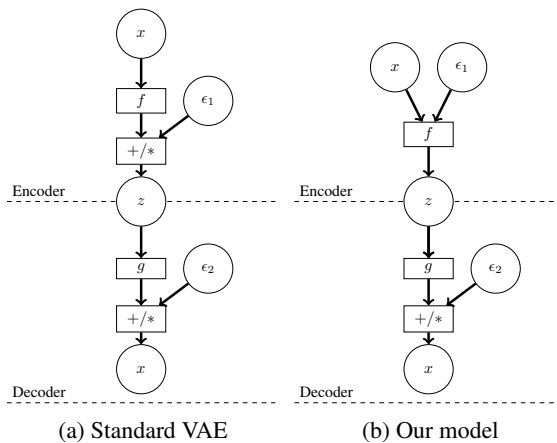 x
f
ϵ1
+/*
Encoder
z
g
ϵ2
+/*
x
Decoder
(a) Standard VAE
x
ϵ1
f
Encoder
z
g
ϵ2
+/*
x
Decoder
(b) Our model